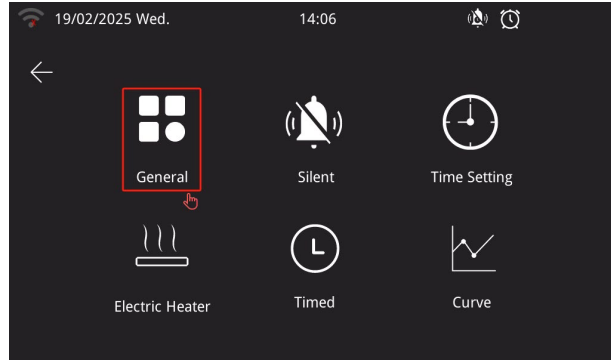 19/02/2025 Wed. 14:06
General Silent Time Setting
Electric Heater Timed Curve